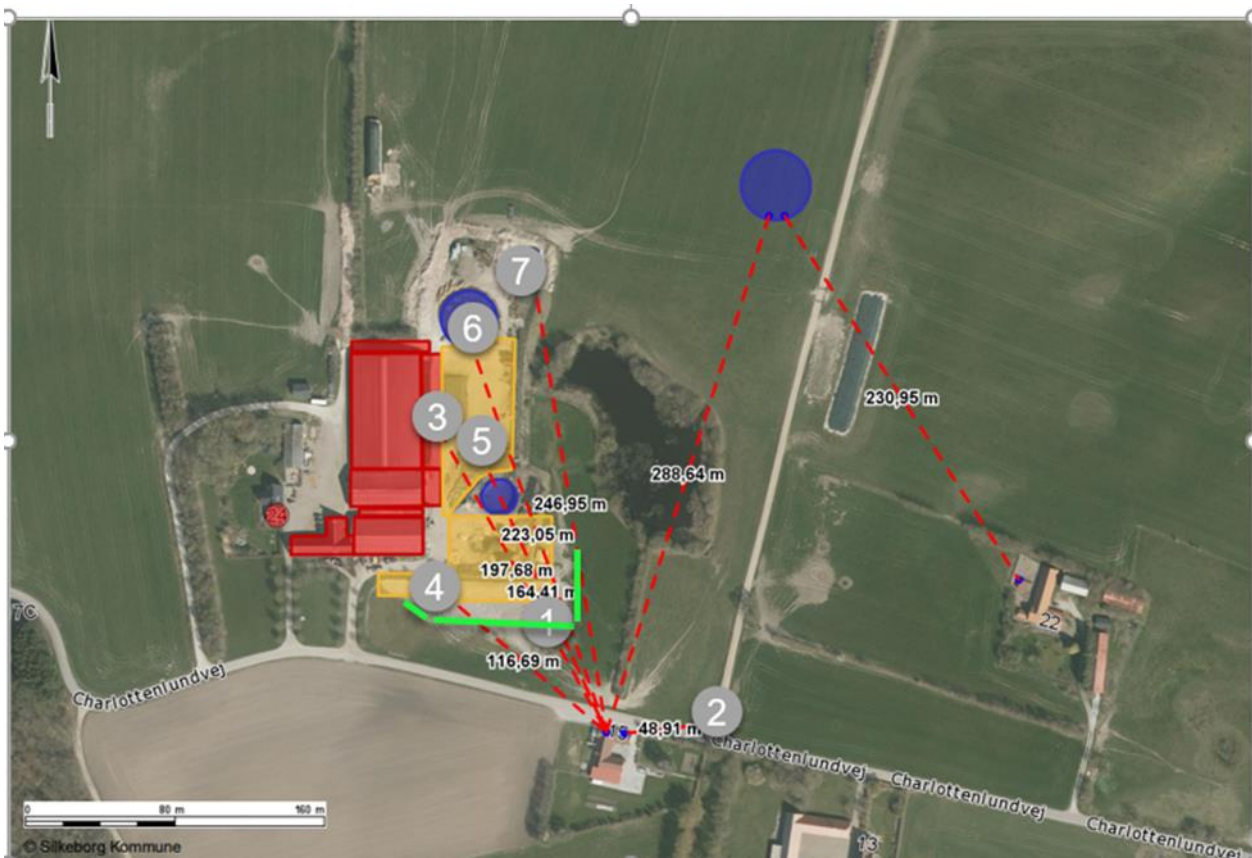 7
6
230,95 m
3
5
288,64 m
246,95 m
24
223,05 m
197,68 m
4
164,41 m
1
7C
22
116,69 m
Charlottenlundvej
2
48,91 m
Charlottenlundvej
Charlottenlundvej
Charlottenlundvej
0 80 m 160 m
13
© Silkeborg Kommune